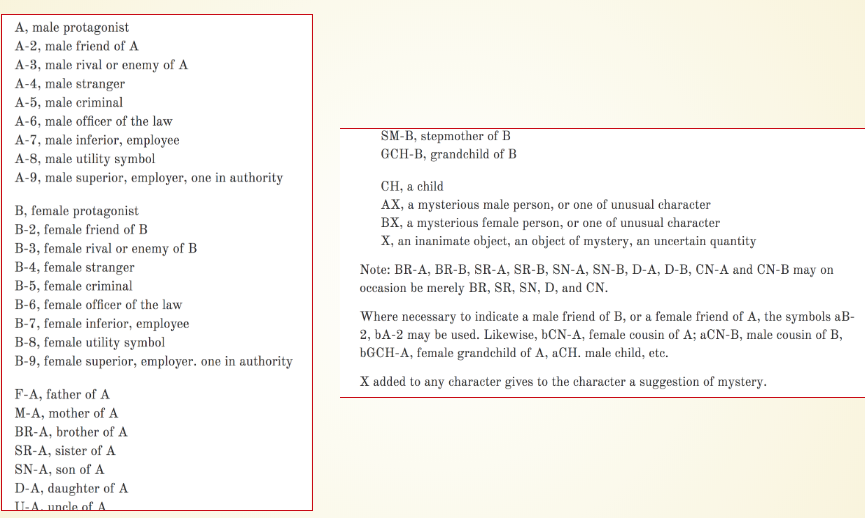 A, male protagonist
A-2, male friend of A
A-3, male rival or enemy of A
A-4, male stranger
A-5, male criminal
A-6, male officer of the law
A-7, male inferior, employee
A-8, male utility symbol
A-9, male superior, employer, one in authority
B, female protagonist
B-2, female friend of B
B-3, female rival or enemy of B
B-4, female stranger
B-5, female criminal
B-6, female officer of the law
B-7, female inferior, employee
B-8, female utility symbol
B-9, female superior, employer. one in authority
F-A, father of A
M-A, mother of A
BR-A, brother of A
SR-A, sister of A
SN-A, son of A
D-A, daughter of A
U-A, uncle of A
SM-B, stepmother of B
GCH-B, grandchild of B
CH, a child
AX, a mysterious male person, or one of unusual character
BX, a mysterious female person, or one of unusual character
X, an inanimate object, an object of mystery, an uncertain quantity
Note: BR-A, BR-B, SR-A, SR-B, SN-A, SN-B, D-A, D-B, CN-A and CN-B may on
occasion be merely BR, SR, SN, D, and CN.
Where necessary to indicate a male friend of B, or a female friend of A, the symbols aB-
2, bA-2 may be used. Likewise, bCN-A, female cousin of A; aCN-B, male cousin of B,
bGCH-A, female grandchild of A, aCH. male child, etc.
X added to any character gives to the character a suggestion of mystery.